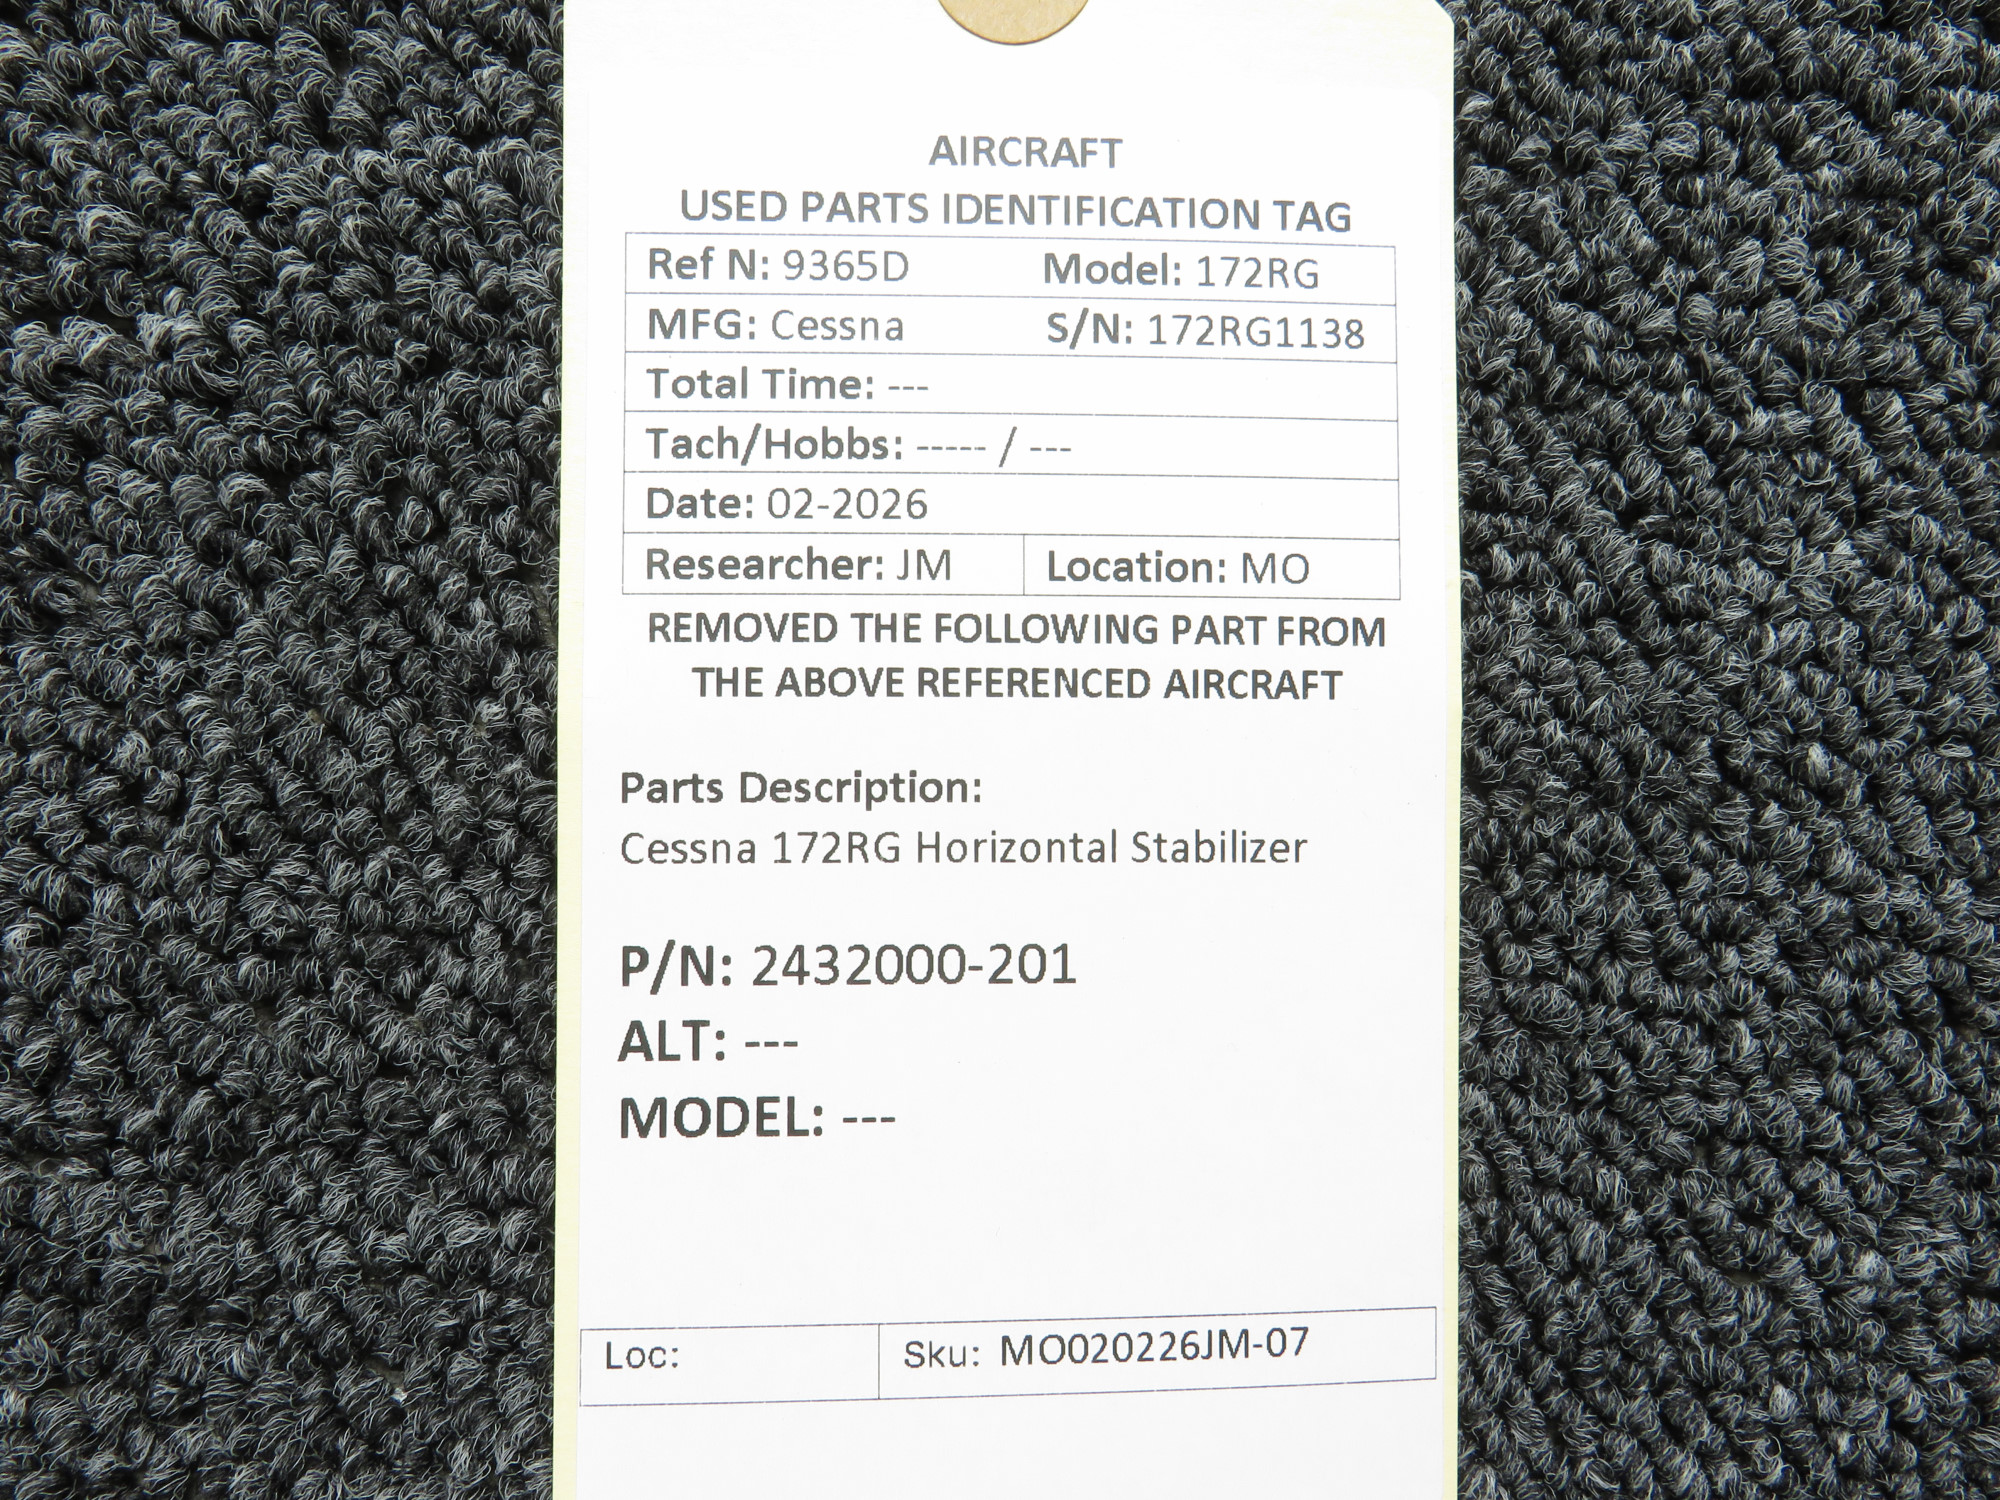 AIRCRAFT
USED PARTS IDENTIFICATION TAG
Ref N: 9365D Model: 172RG
MFG: Cessna S/N: 172RG1138
Total Time: ---
Tach/Hobbs: ----- / ---
Date: 02-2026
Researcher: JM Location: MO
REMOVED THE FOLLOWING PART FROM
THE ABOVE REFERENCED AIRCRAFT
Parts Description:
Cessna 172RG Horizontal Stabilizer
P/N: 2432000-201
ALT: ---
MODEL: ---
Loc: Sku: MO020226JM-07